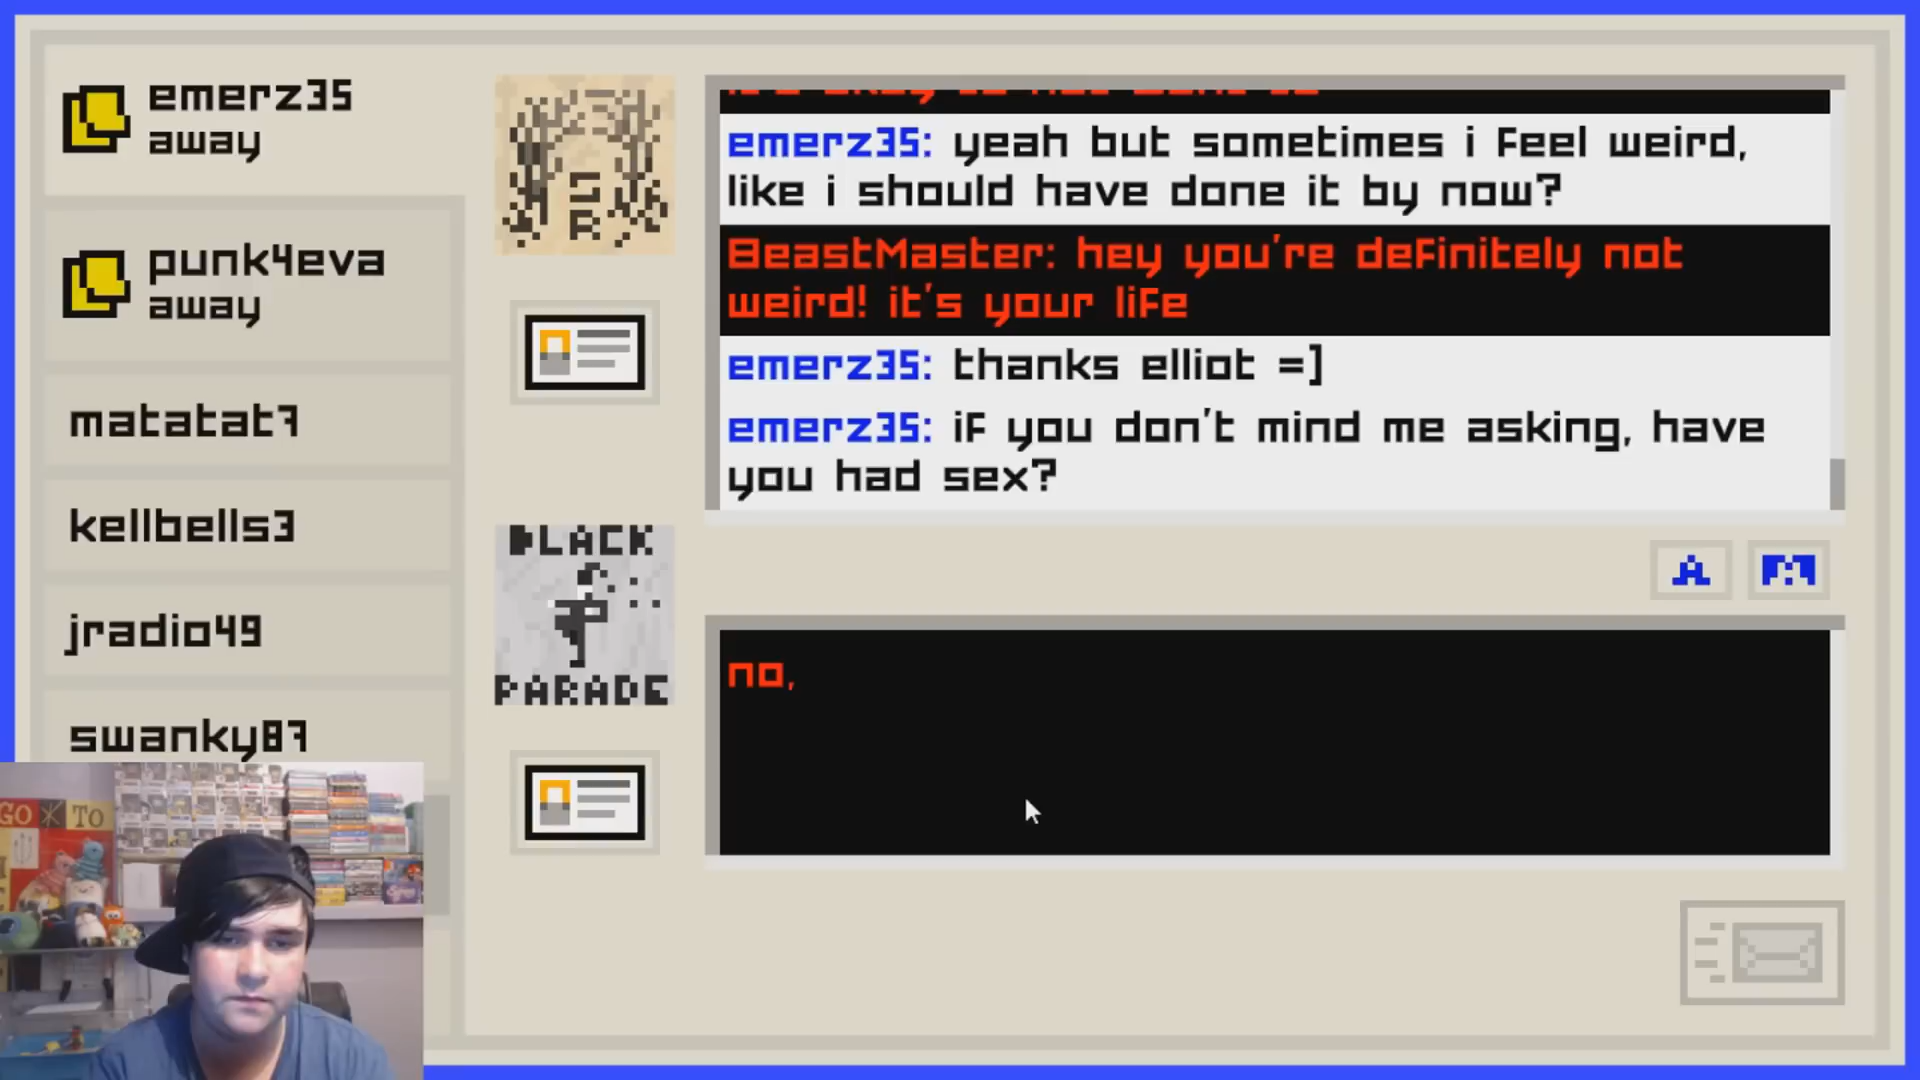 emerz35
away
punk4eva
away
matatat7
kellbells3
jradio49
swanky87
SR
BLACK
PARADE
emerz35: yeah but sometimes i feel weird,
like i should have done it by now?
BeastMaster: hey you're definitely not
weird! it's your life
emerz35: thanks elliot =]
emerz35: if you don't mind me asking, have
you had sex?
A
no,
GO TO